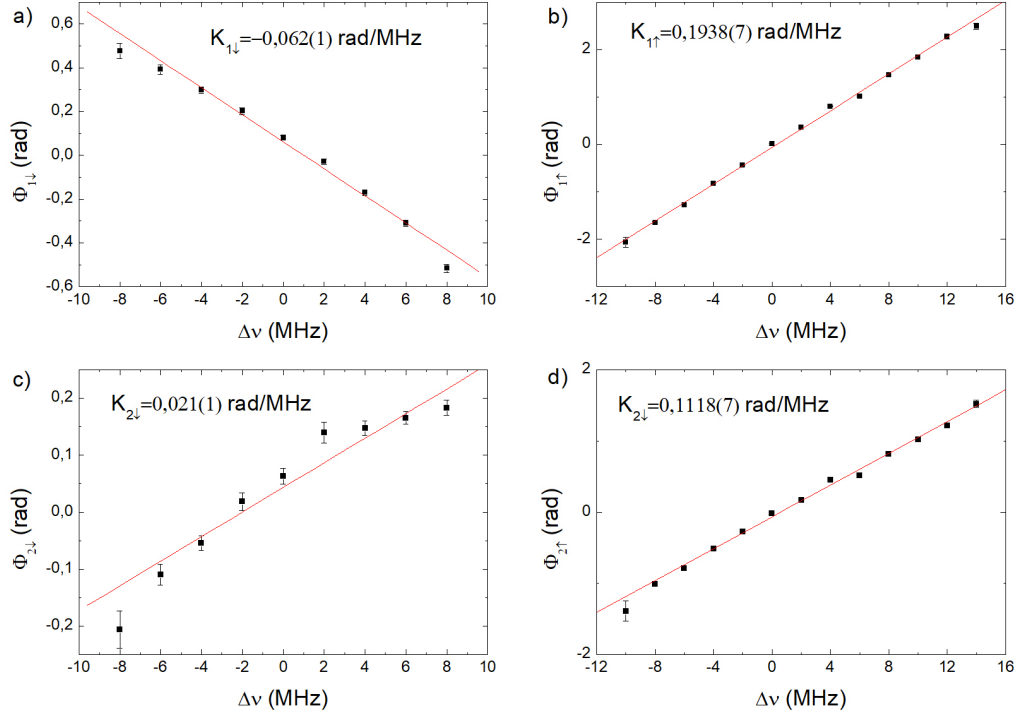 a)
K1↓=−0,062(1) rad/MHz
0,6
0,4
0,2
0,0
-0,2
-0,4
-0,6
Φ1↓ (rad)
-10 -8 -6 -4 -2 0 2 4 6 8 10
Δν (MHz)
b)
K1↑=0,1938(7) rad/MHz
2
0
-2
Φ1↑ (rad)
-12 -8 -4 0 4 8 12 16
Δν (MHz)
c)
K2↓=0,021(1) rad/MHz
0,2
0,1
0,0
-0,1
-0,2
Φ2↓ (rad)
-10 -8 -6 -4 -2 0 2 4 6 8 10
Δν (MHz)
d)
K2↓=0,1118(7) rad/MHz
2
0
-2
Φ2↑ (rad)
-12 -8 -4 0 4 8 12 16
Δν (MHz)